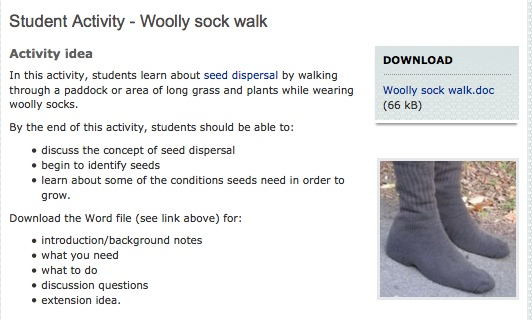 Student Activity - Woolly sock walk
Activity idea
In this activity, students learn about seed dispersal by walking
through a paddock or area of long grass and plants while wearing
woolly socks.
By the end of this activity, students should be able to:
• discuss the concept of seed dispersal
• begin to identify seeds
• learn about some of the conditions seeds need in order to
grow.
Download the Word file (see link above) for:
• introduction/background notes
• what you need
• what to do
• discussion questions
• extension idea.
DOWNLOAD
Woolly sock walk.doc
(66 kB)